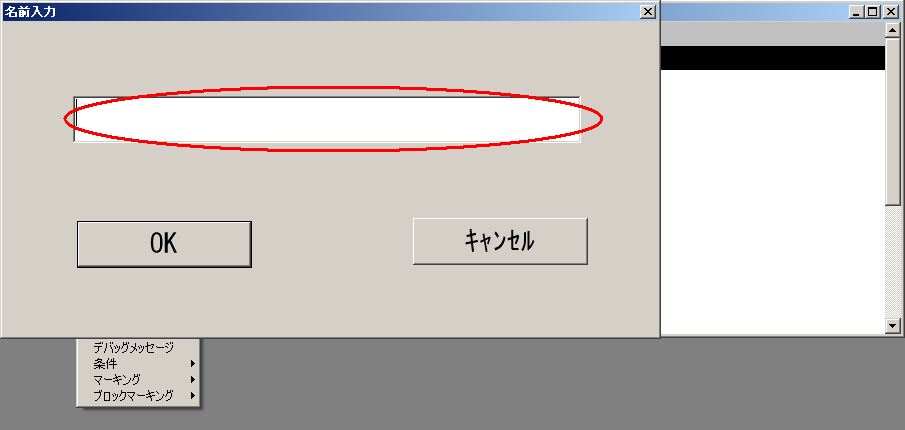 名前入力
OK
キャンセル
デバッグメッセージ
条件
マーキング
ブロックマーキング